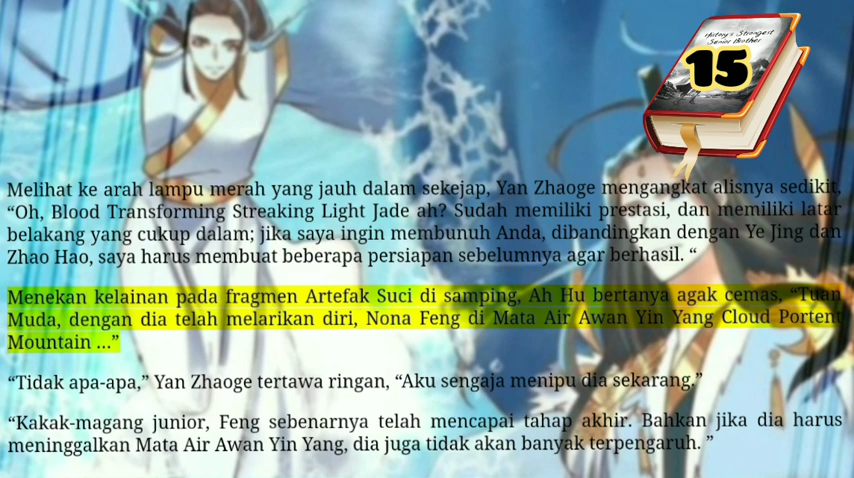 History's Strongest
Senior Brother
15
Melihat ke arah lampu merah yang jauh dalam sekejap, Yan Zhaoge mengangkat alisnya sedikit,
“Oh, Blood Transforming Streaking Light Jade ah? Sudah memiliki prestasi, dan memiliki latar
belakang yang cukup dalam; jika saya ingin membunuh Anda, dibandingkan dengan Ye Jing dan
Zhao Hao, saya harus membuat beberapa persiapan sebelumnya agar berhasil. “
Menekan kelainan pada fragmen Artefak Suci di samping, Ah Hu bertanya agak cemas, “Tuan
Muda, dengan dia telah melarikan diri, Nona Feng di Mata Air Awan Yin Yang Cloud Portent
Mountain ...”
“Tidak apa-apa,” Yan Zhaoge tertawa ringan, “Aku sengaja menipu dia sekarang.”
“Kakak-magang junior, Feng sebenarnya telah mencapai tahap akhir. Bahkan jika dia harus
meninggalkan Mata Air Awan Yin Yang, dia juga tidak akan banyak terpengaruh. ”